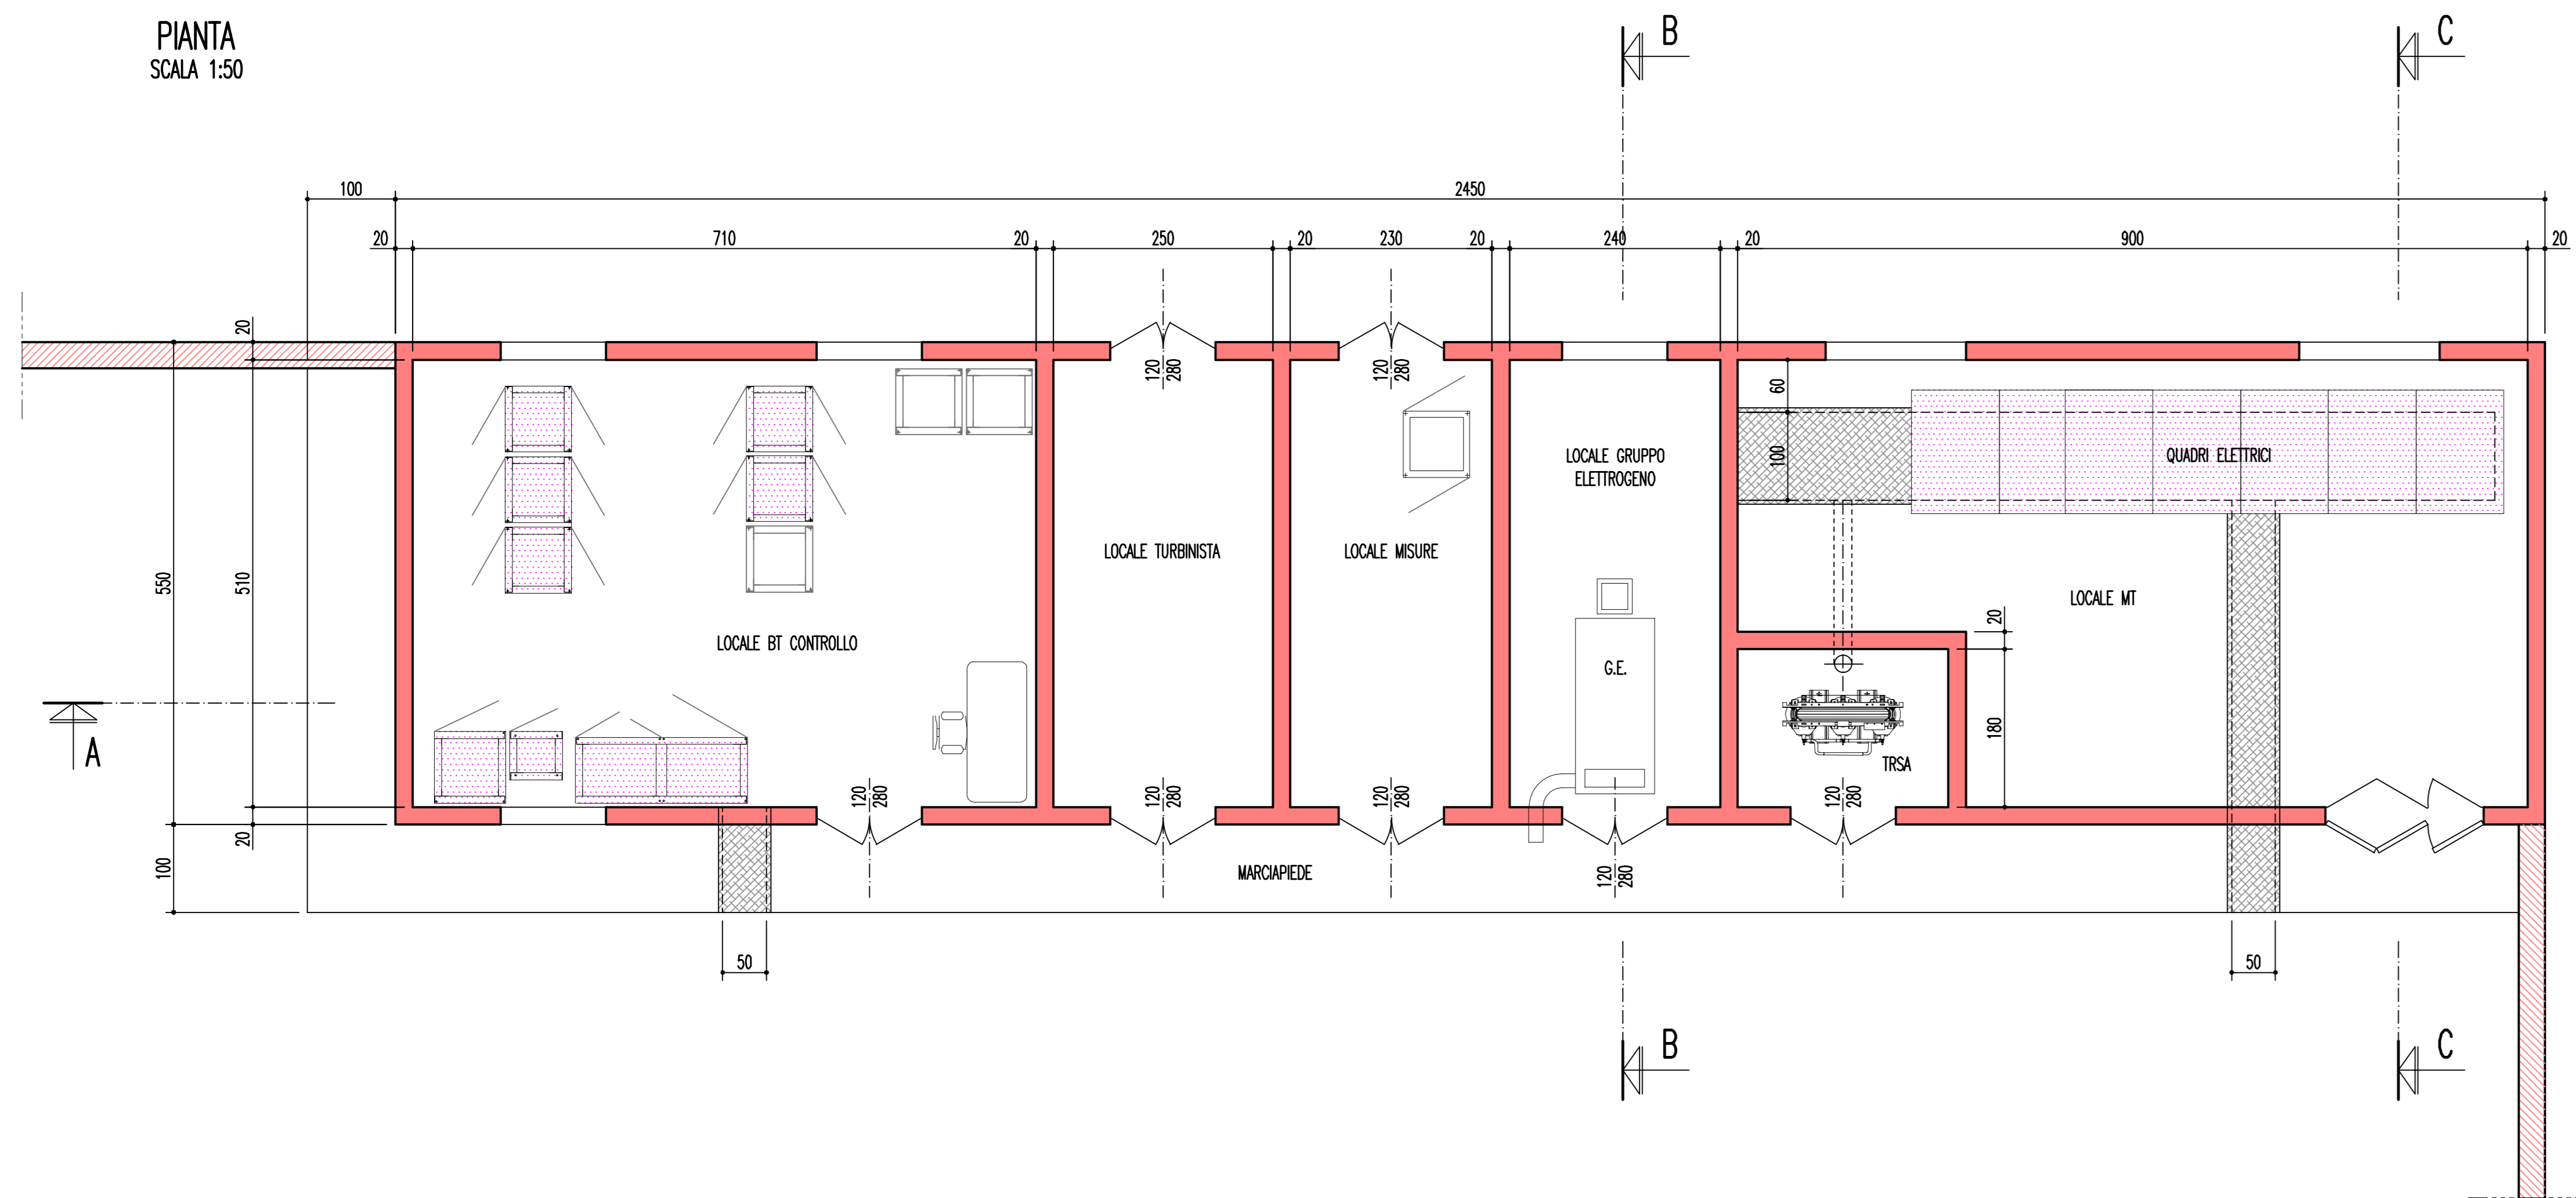 PIANTA
SCALA 1:50
B
C
100
2450
20
710
20
250
20
230
20
240
20
900
20
20
120
280
120
280
60
100
LOCALE GRUPPO
ELETTROGENO
QUADRI ELETTRICI
550
510
LOCALE TURBINISTA
LOCALE MISURE
LOCALE MT
LOCALE BT CONTROLLO
20
G.E.
180
A
TRSA
120
280
120
280
120
280
120
280
20
100
MARCIAPIEDE
120
280
50
50
B
C